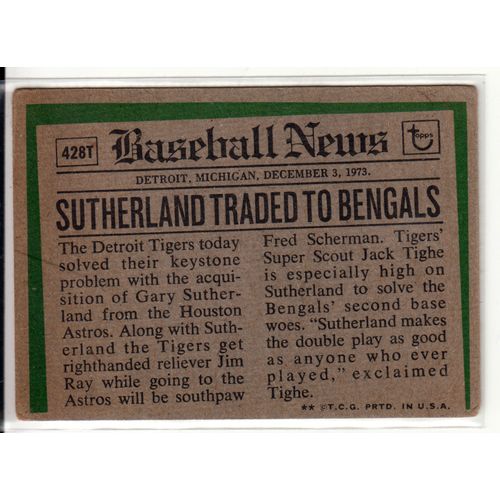 428T
Baseball News
Topps
DETROIT, MICHIGAN, DECEMBER 3, 1973.
SUTHERLAND TRADED TO BENGALS
The Detroit Tigers today
solved their keystone
problem with the acqui-
sition of Gary Suther-
land from the Houston
Astros. Along with Suth-
erland the Tigers get
righthanded reliever Jim
Ray while going to the
Astros will be southpaw
Fred Scherman. Tigers'
Super Scout Jack Tighe
is especially high on
Sutherland to solve the
Bengals' second base
woes. "Sutherland makes
the double play as good
as anyone who ever
played," exclaimed
Tighe.
** ©T.C.G. PRTD. IN U.S.A.